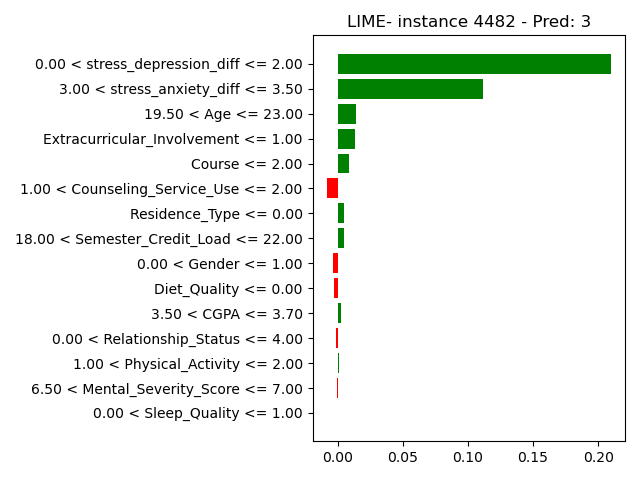 LIME- instance 4482 - Pred: 3
0.00 < stress_depression_diff <= 2.00
3.00 < stress_anxiety_diff <= 3.50
19.50 < Age <= 23.00
Extracurricular_Involvement <= 1.00
Course <= 2.00
1.00 < Counseling_Service_Use <= 2.00
Residence_Type <= 0.00
18.00 < Semester_Credit_Load <= 22.00
0.00 < Gender <= 1.00
Diet_Quality <= 0.00
3.50 < CGPA <= 3.70
0.00 < Relationship_Status <= 4.00
1.00 < Physical_Activity <= 2.00
6.50 < Mental_Severity_Score <= 7.00
0.00 < Sleep_Quality <= 1.00
0.00 0.05 0.10 0.15 0.20